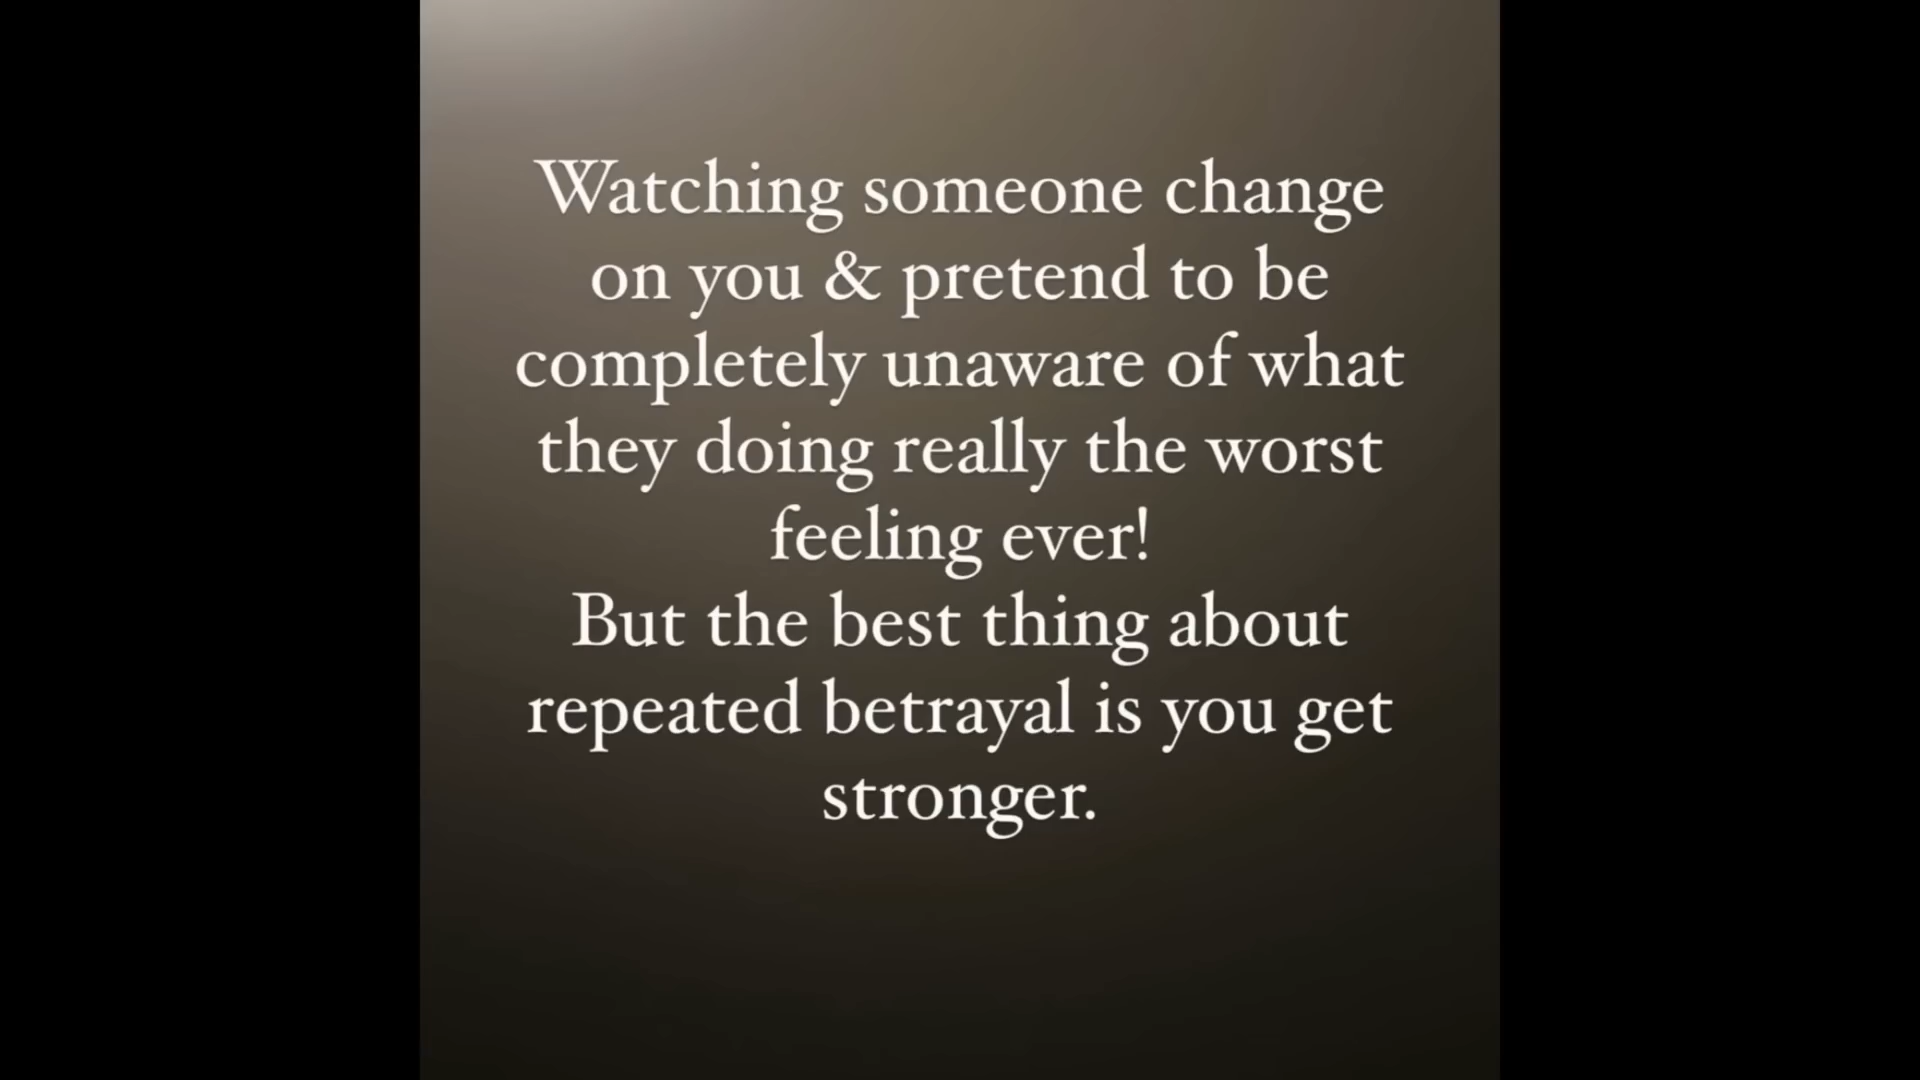 Watching someone change
on you & pretend to be
completely unaware of what
they doing really the worst
feeling ever!
But the best thing about
repeated betrayal is you get
stronger.